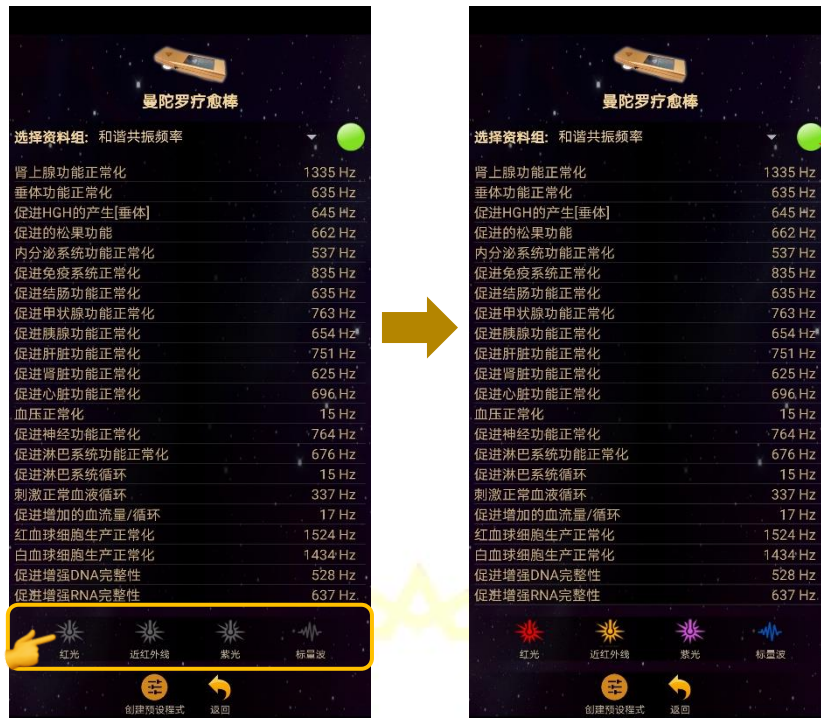 曼陀罗疗愈棒
选择资料组: 和谐共振频率
肾上腺功能正常化 1335 Hz
垂体功能正常化 635 Hz
促进HGH的产生[垂体] 645 Hz
促进的松果功能 662 Hz
内分泌系统功能正常化 537 Hz
促进免疫系统正常化 835 Hz
促进结肠功能正常化 635 Hz
促进甲状腺功能正常化 763 Hz
促进胰腺功能正常化 654 Hz
促进肝脏功能正常化 751 Hz
促进肾脏功能正常化 625 Hz
促进心脏功能正常化 696 Hz
血压正常化 15 Hz
促进神经功能正常化 764 Hz
促进淋巴系统功能正常化 676 Hz
促进淋巴系统循环 15 Hz
刺激正常血液循环 337 Hz
促进增加的血流量/循环 17 Hz
红血球细胞生产正常化 1524 Hz
白血球细胞生产正常化 1434 Hz
促进增强DNA完整性 528 Hz
促进增强RNA完整性 637 Hz
红光 近红外线 紫光 标量波
创建预设程式 返回
曼陀罗疗愈棒
选择资料组: 和谐共振频率
肾上腺功能正常化 1335 Hz
垂体功能正常化 635 Hz
促进HGH的产生[垂体] 645 Hz
促进的松果功能 662 Hz
内分泌系统功能正常化 537 Hz
促进免疫系统正常化 835 Hz
促进结肠功能正常化 635 Hz
促进甲状腺功能正常化 763 Hz
促进胰腺功能正常化 654 Hz
促进肝脏功能正常化 751 Hz
促进肾脏功能正常化 625 Hz
促进心脏功能正常化 696 Hz
血压正常化 15 Hz
促进神经功能正常化 764 Hz
促进淋巴系统功能正常化 676 Hz
促进淋巴系统循环 15 Hz
刺激正常血液循环 337 Hz
促进增加的血流量/循环 17 Hz
红血球细胞生产正常化 1524 Hz
白血球细胞生产正常化 1434 Hz
促进增强DNA完整性 528 Hz
促进增强RNA完整性 637 Hz
红光 近红外线 紫光 标量波
创建预设程式 返回